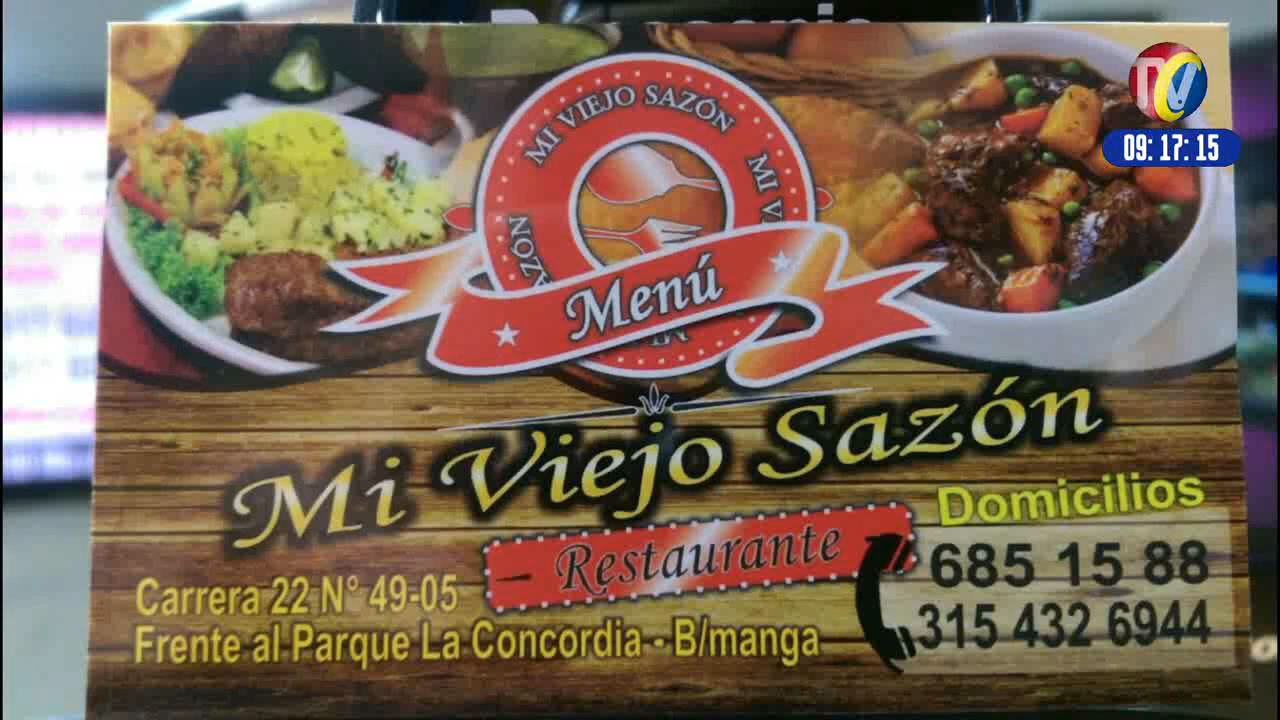 TVC
09: 17: 15
MI VIEJO SAZÓN
Menú
Mi Viejo Sazón
Restaurante
Domicilios
685 15 88
315 432 6944
Carrera 22 N° 49-05
Frente al Parque La Concordia - B/manga